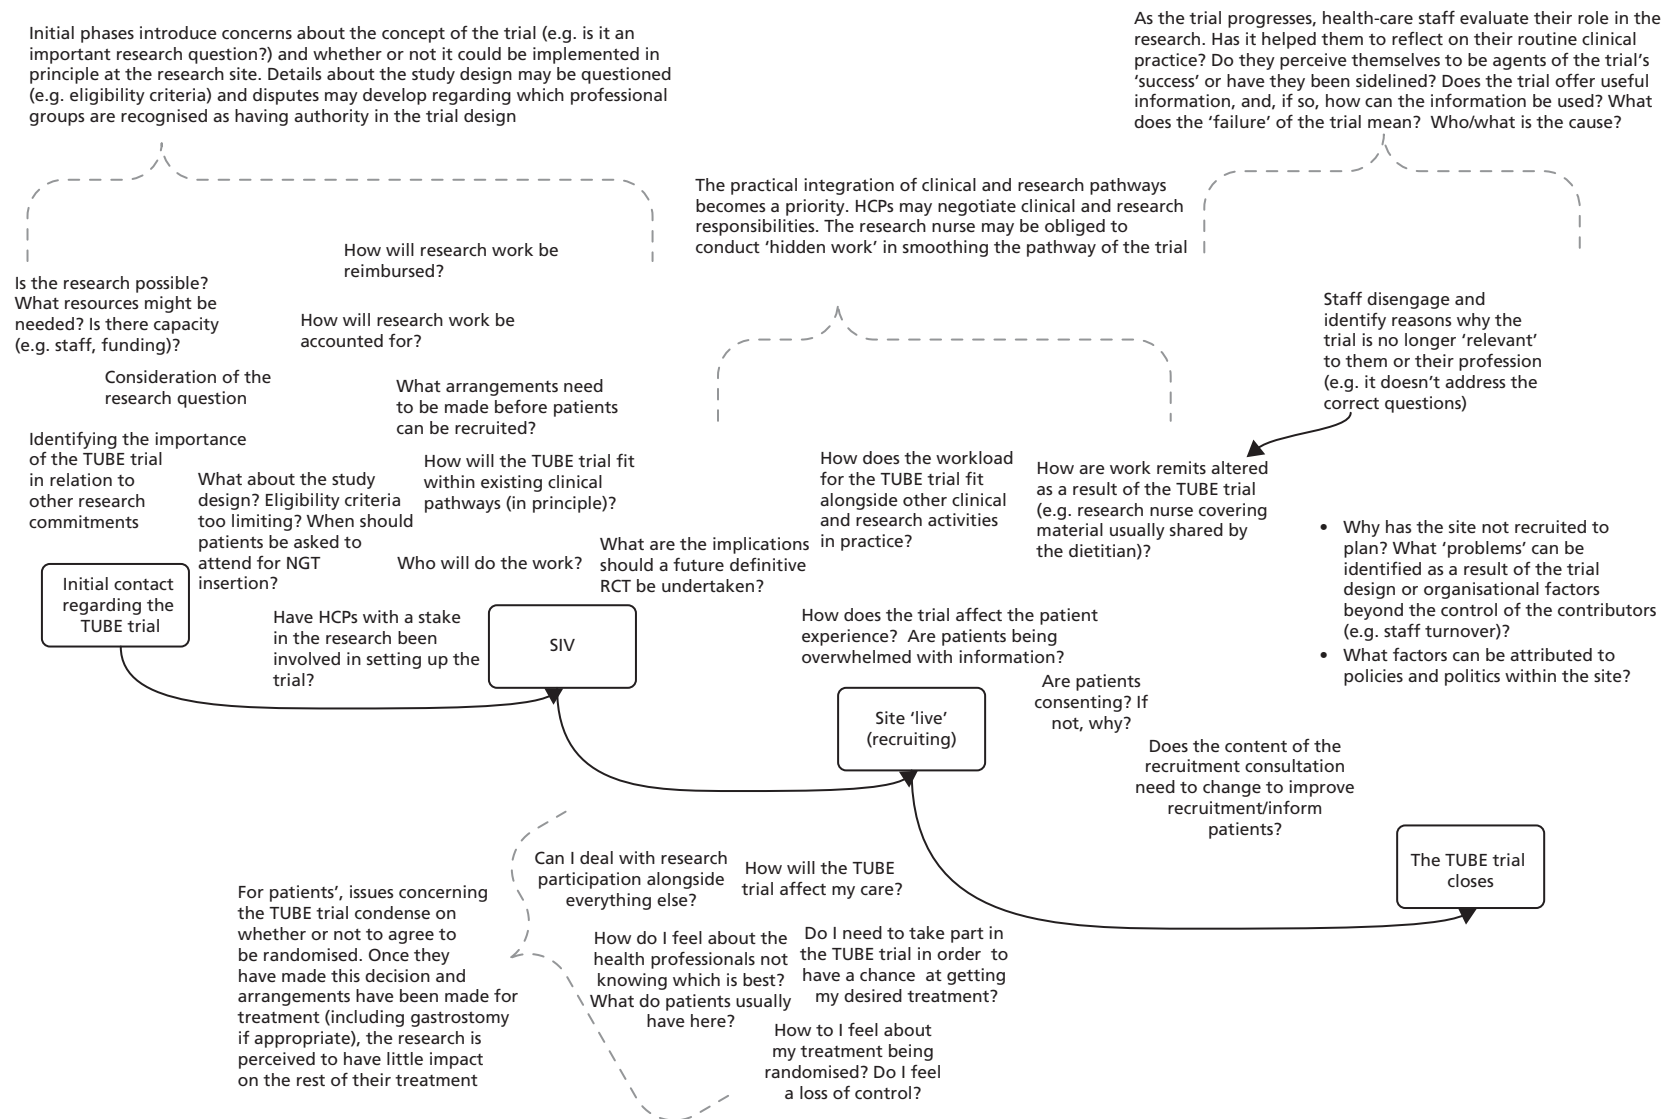 Initial phases introduce concerns about the concept of the trial (e.g. is it an
important research question?) and whether or not it could be implemented in
principle at the research site. Details about the study design may be questioned
(e.g. eligibility criteria) and disputes may develop regarding which professional
groups are recognised as having authority in the trial design
As the trial progresses, health-care staff evaluate their role in the
research. Has it helped them to reflect on their routine clinical
practice? Do they perceive themselves to be agents of the trial's
‘success’ or have they been sidelined? Does the trial offer useful
information, and, if so, how can the information be used? What
does the ‘failure’ of the trial mean?  Who/what is the cause?
The practical integration of clinical and research pathways
becomes a priority. HCPs may negotiate clinical and research
responsibilities. The research nurse may be obliged to
conduct ‘hidden work’ in smoothing the pathway of the trial
How will research work be
reimbursed?
Is the research possible?
What resources might be
needed? Is there capacity
(e.g. staff, funding)?
How will research work be
accounted for?
Consideration of the
research question
What arrangements need
to be made before patients
can be recruited?
Identifying the importance
of the TUBE trial
in relation to
other research
commitments
What about the study
design? Eligibility criteria
too limiting? When should
patients be asked to
attend for NGT
insertion?
How will the TUBE trial fit
within existing clinical
pathways (in principle)?
Who will do the work?
What are the implications
should a future definitive
RCT be undertaken?
Have HCPs with a stake
in the research been
involved in setting up the
trial?
Initial contact
regarding the
TUBE trial
SIV
Staff disengage and
identify reasons why the
trial is no longer ‘relevant’
to them or their profession
(e.g. it doesn't address the
correct questions)
How does the workload
for the TUBE trial fit
alongside other clinical
and research activities
in practice?
How are work remits altered
as a result of the TUBE trial
(e.g. research nurse covering
material usually shared by
the dietitian)?
• Why has the site not recruited to
plan? What ‘problems’ can be
identified as a result of the trial
design or organisational factors
beyond the control of the contributors
(e.g. staff turnover)?
• What factors can be attributed to
policies and politics within the site?
How does the trial affect the patient
experience?  Are patients being
overwhelmed with information?
Are patients
consenting? If
not, why?
Site ‘live’
(recruiting)
Does the content of the
recruitment consultation
need to change to improve
recruitment/inform
patients?
The TUBE trial
closes
For patients’, issues concerning
the TUBE trial condense on
whether or not to agree to
be randomised. Once they
have made this decision and
arrangements have been made for
treatment (including gastrostomy
if appropriate), the research is
perceived to have little impact
on the rest of their treatment
Can I deal with research
participation alongside
everything else?
How will the TUBE
trial affect my care?
How do I feel about the
health professionals not
knowing which is best?
What do patients usually
have here?
Do I need to take part in
the TUBE trial in order  to
have a chance  at getting
my desired treatment?
How to I feel about
my treatment being
randomised? Do I feel
a loss of control?